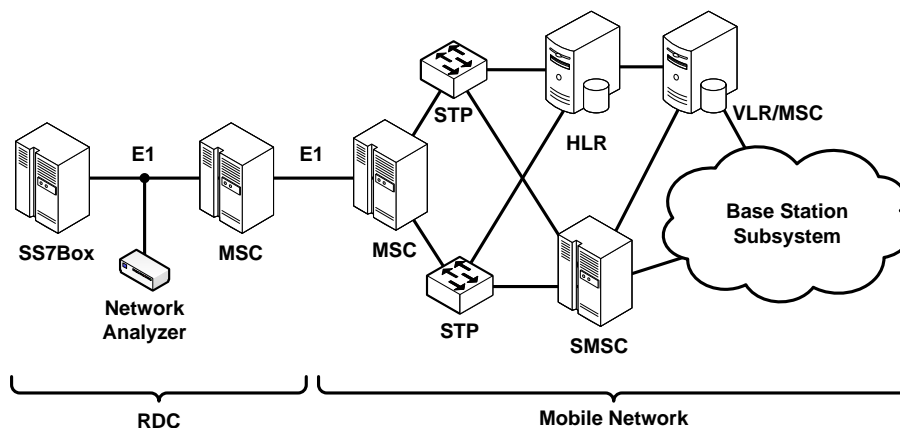 STP
HLR
VLR/MSC
E1
E1
SS7Box
MSC
MSC
Base Station
Subsystem
Network
Analyzer
STP
SMSC
RDC
Mobile Network